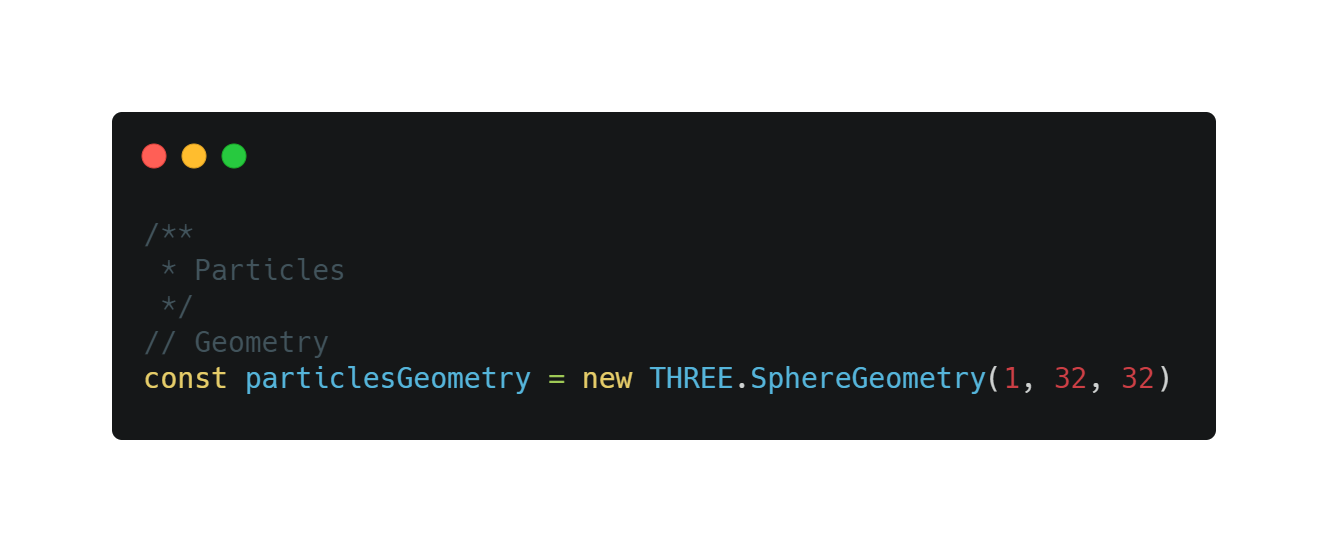 /**
 * Particles
 */
// Geometry
const particlesGeometry = new THREE.SphereGeometry(1, 32, 32)